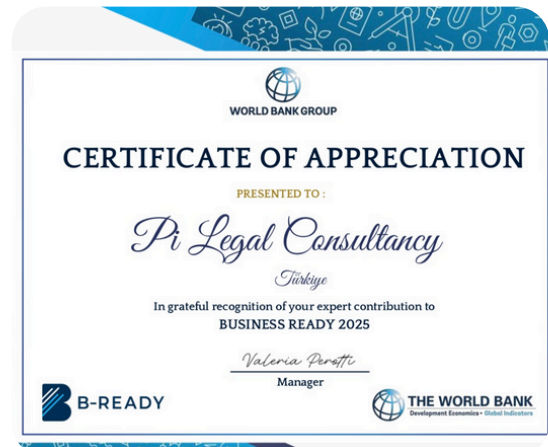 WORLD BANK GROUP
CERTIFICATE OF APPRECIATION
PRESENTED TO :
Pi Legal Consultancy
Türkiye
In grateful recognition of your expert contribution to
BUSINESS READY 2025
Valeria Perotti
Manager
B-READY
THE WORLD BANK
Development Economics - Global Indicators